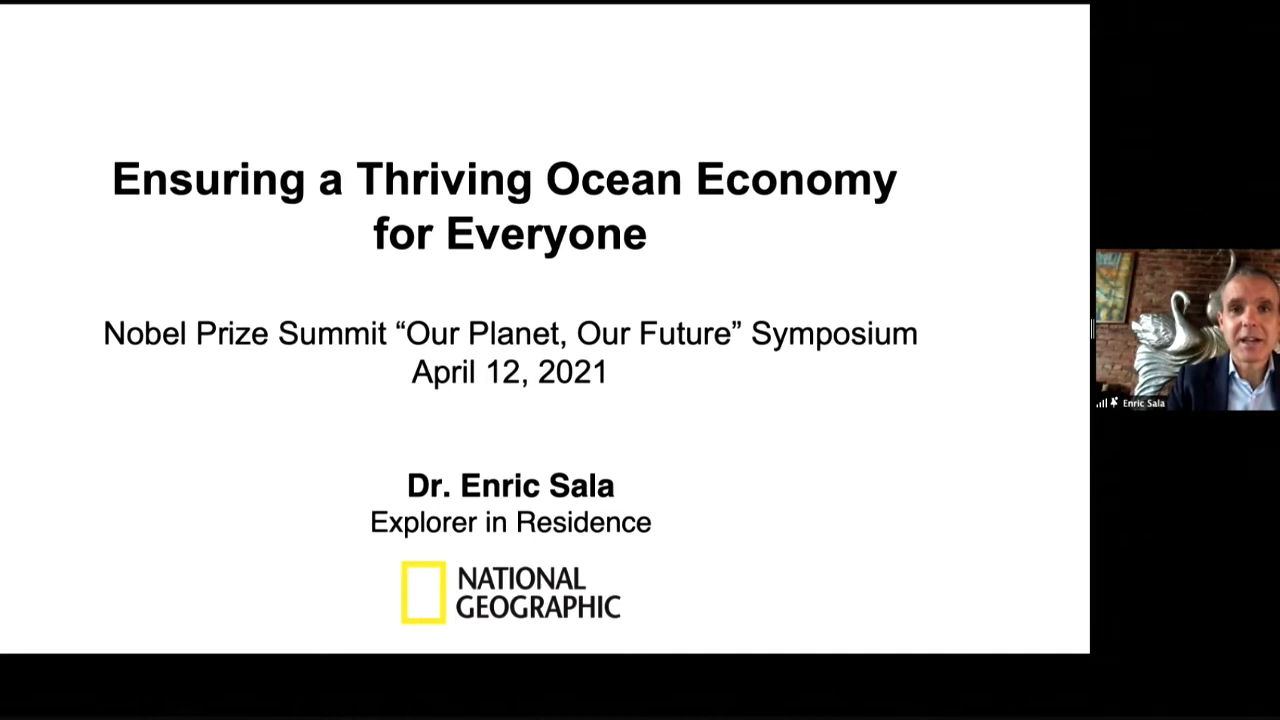 Ensuring a Thriving Ocean Economy
for Everyone
Nobel Prize Summit “Our Planet, Our Future” Symposium
April 12, 2021
Dr. Enric Sala
Explorer in Residence
NATIONAL
GEOGRAPHIC
Enric Sala